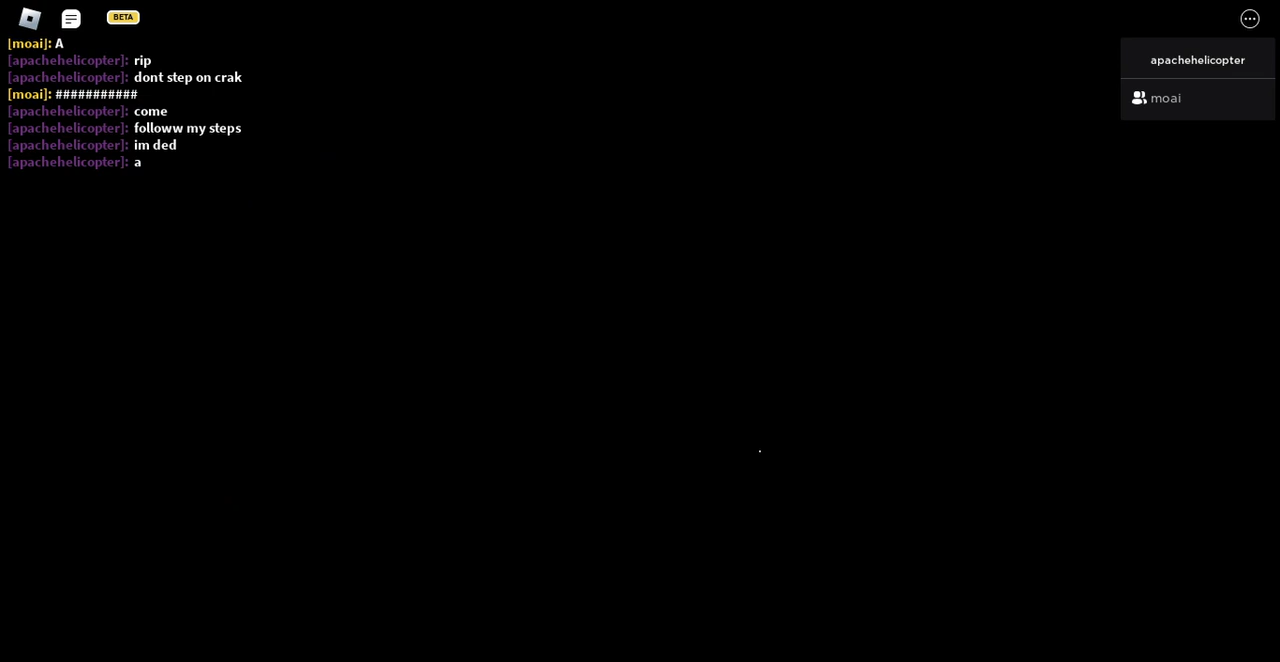 BETA
[moai]: A
[apachehelicopter]: rip
[apachehelicopter]: dont step on crak
[moai]: ###########
[apachehelicopter]: come
[apachehelicopter]: followw my steps
[apachehelicopter]: im ded
[apachehelicopter]: a
apachehelicopter
moai